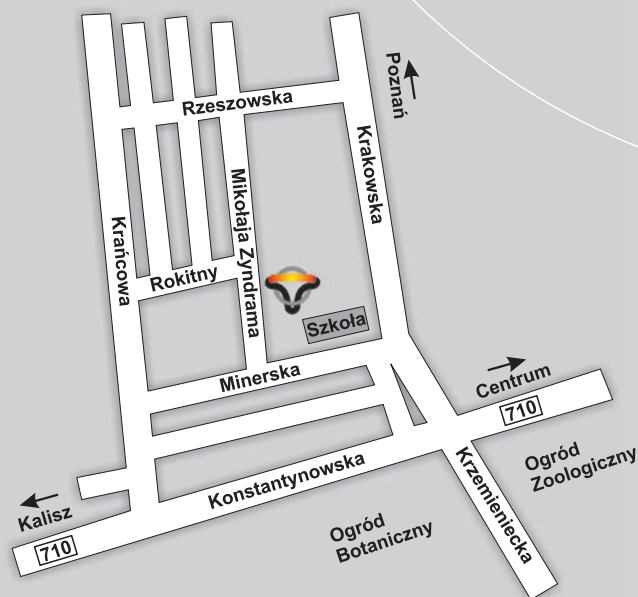 Poznań
Rzeszowska
Krakowska
Mikołaja Zyndrama
Krańcowa
Rokitny
Szkoła
Minerska
Centrum
710
Konstantynowska
Krzemieniecka
Ogród
Zoologiczny
Kalisz
710
Ogród
Botaniczny